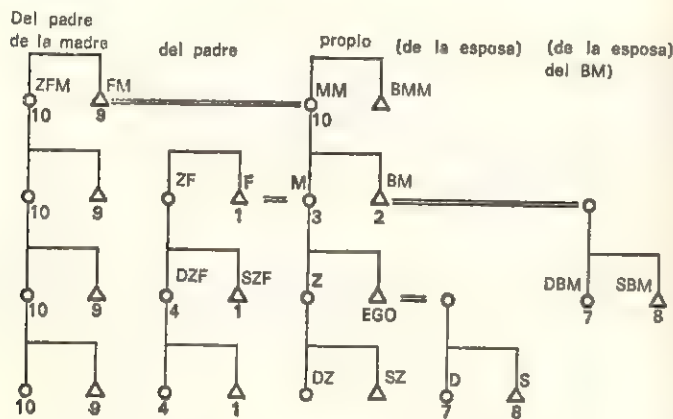 Del padre
de la madre
del padre
propio
(de la esposa)
(de la esposa)
del BM)
ZFM FM MM BMM
10 9 10
ZF F M BM
10 9 1 3 2
DZF SZF Z DBM SBM
10 9 4 1 EGO 7 8
DZ SZ D S
10 9 4 1 7 8